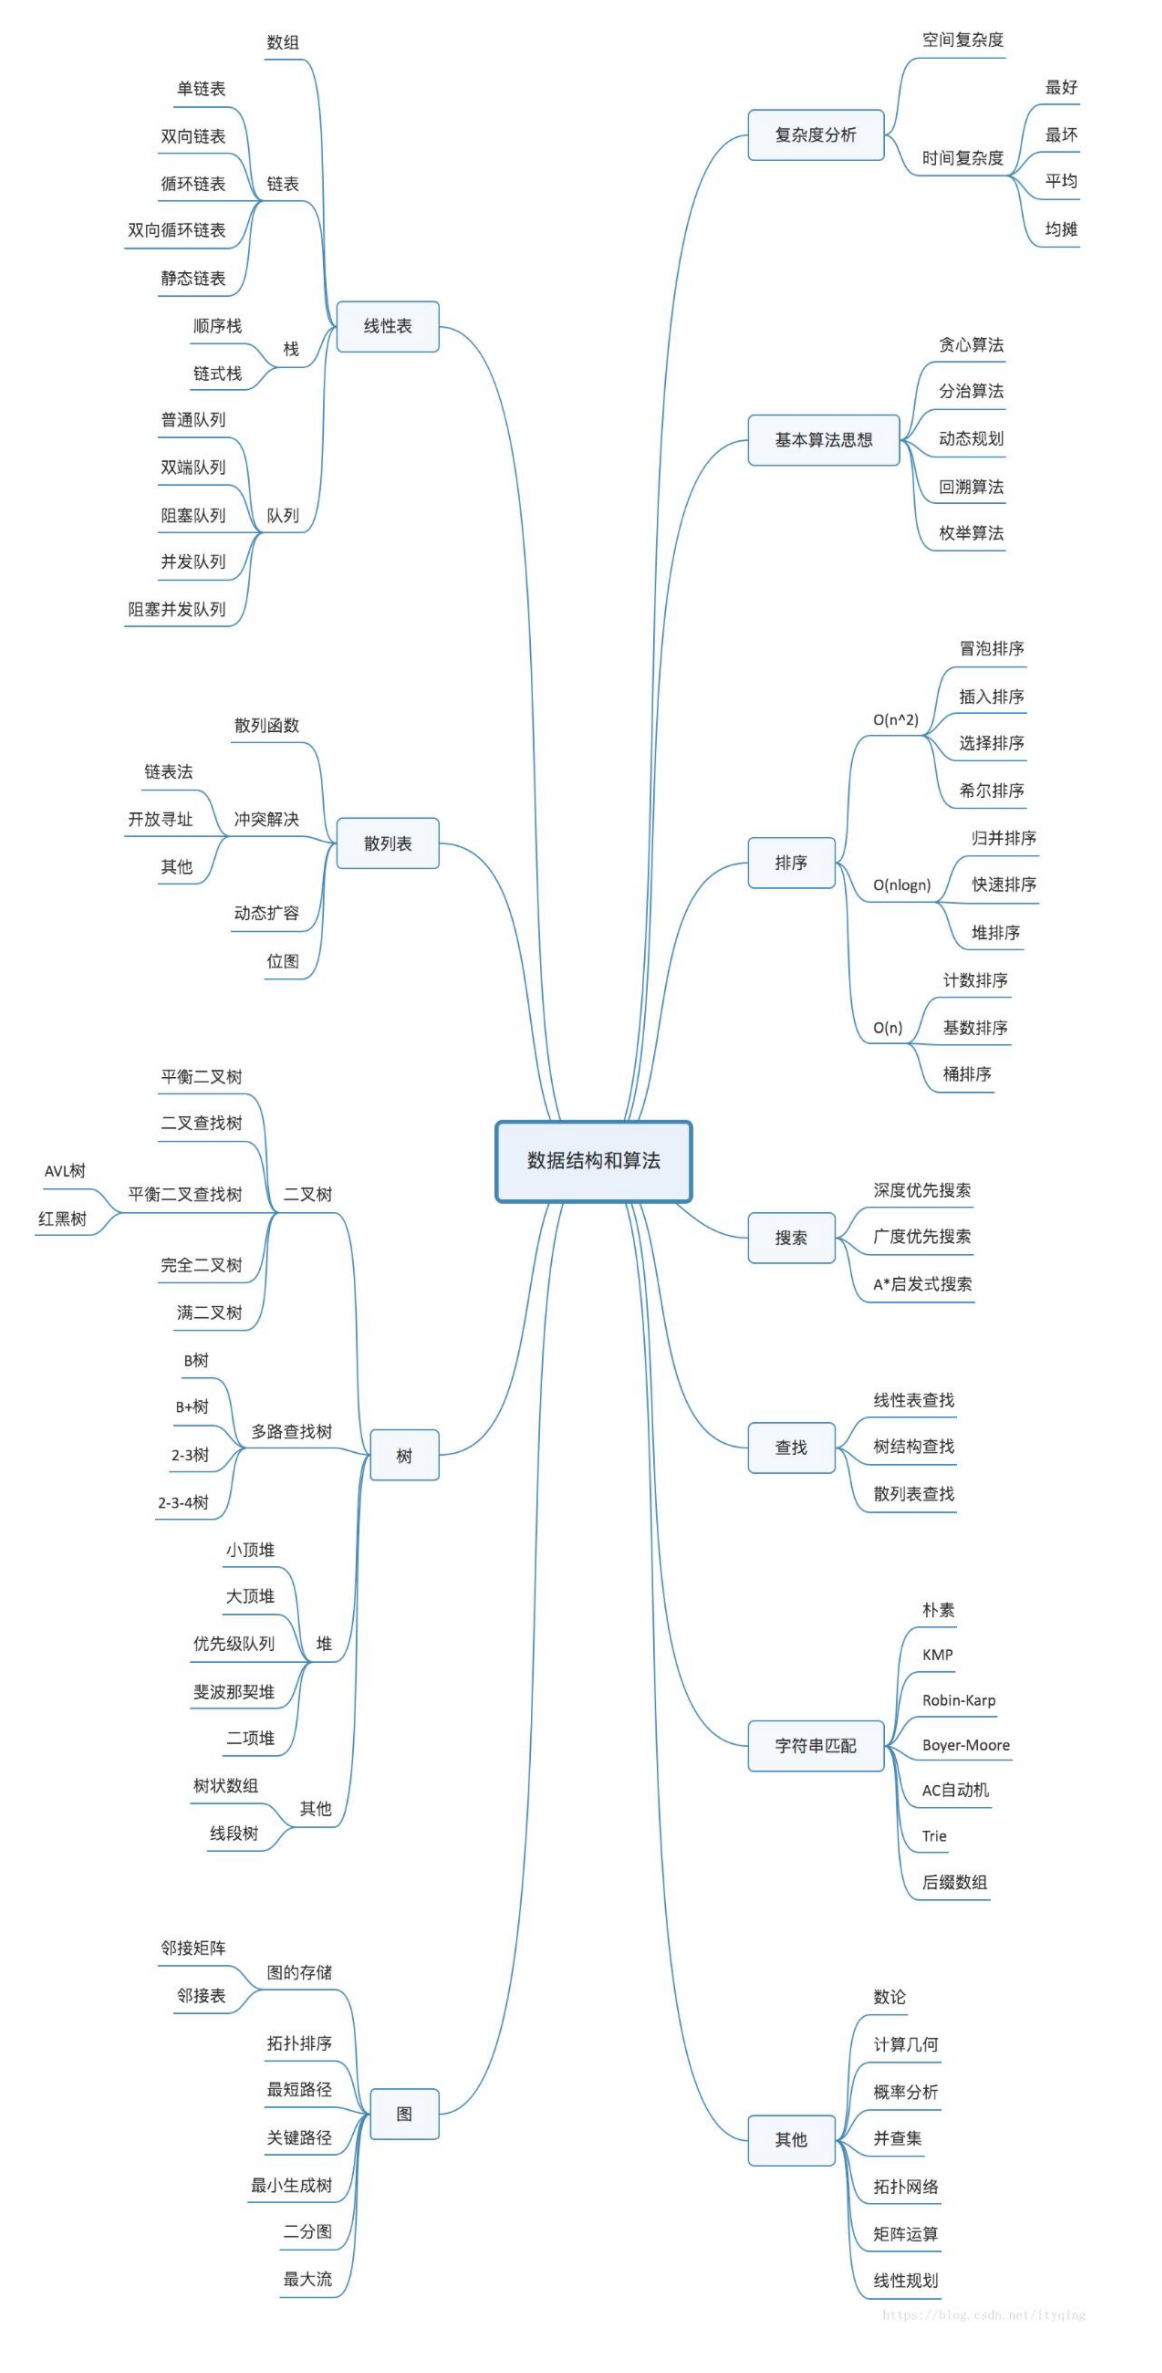 数据结构和算法
线性表
数组
链表
单链表
双向链表
循环链表
双向循环链表
静态链表
栈
顺序栈
链式栈
队列
普通队列
双端队列
阻塞队列
并发队列
阻塞并发队列
散列表
散列函数
冲突解决
链表法
开放寻址
其他
动态扩容
位图
树
二叉树
平衡二叉树
二叉查找树
平衡二叉查找树
AVL树
红黑树
完全二叉树
满二叉树
多路查找树
B树
B+树
2-3树
2-3-4树
堆
小顶堆
大顶堆
优先级队列
斐波那契堆
二项堆
其他
树状数组
线段树
图
图的存储
邻接矩阵
邻接表
拓扑排序
最短路径
关键路径
最小生成树
二分图
最大流
复杂度分析
空间复杂度
时间复杂度
最好
最坏
平均
均摊
基本算法思想
贪心算法
分治算法
动态规划
回溯算法
枚举算法
排序
O(n^2)
冒泡排序
插入排序
选择排序
希尔排序
O(nlogn)
归并排序
快速排序
堆排序
O(n)
计数排序
基数排序
桶排序
搜索
深度优先搜索
广度优先搜索
A*启发式搜索
查找
线性表查找
树结构查找
散列表查找
字符串匹配
朴素
KMP
Robin-Karp
Boyer-Moore
AC自动机
Trie
后缀数组
其他
数论
计算几何
概率分析
并查集
拓扑网络
矩阵运算
线性规划
https://blog.csdn.net/ityqing